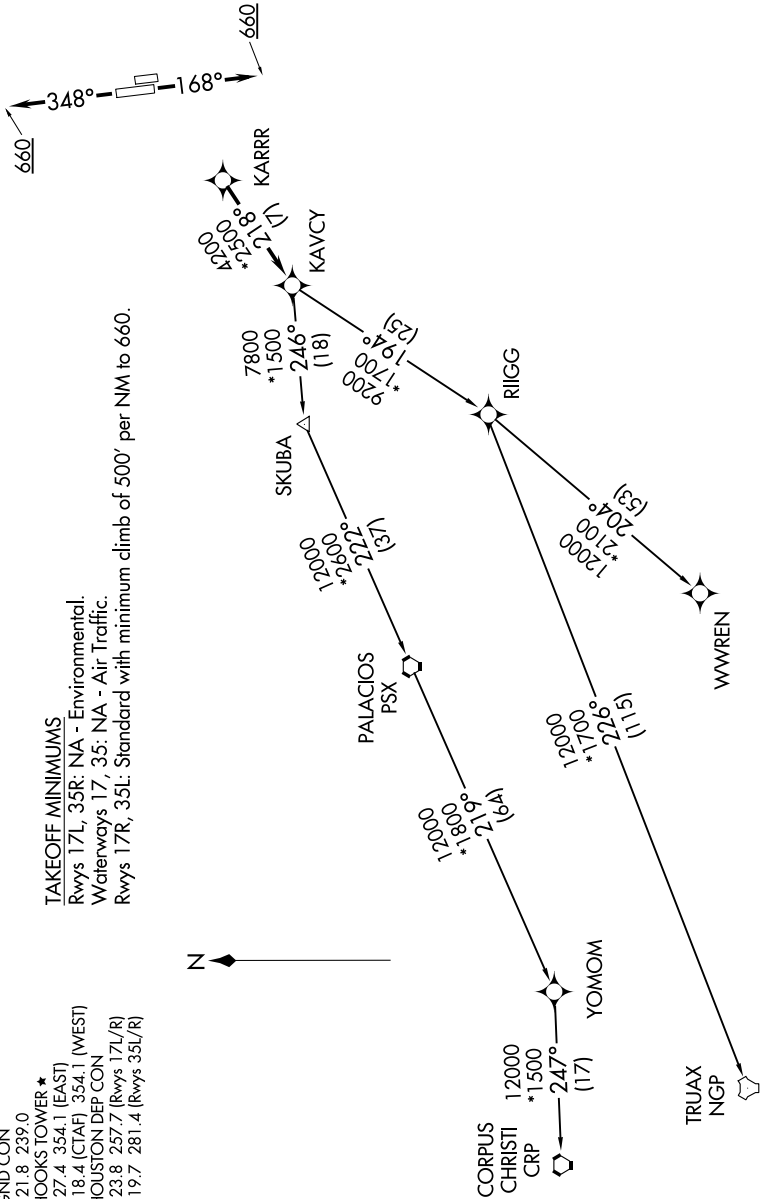 GND CON
21.8 239.0
HOOKS TOWER ★
27.4 354.1 (EAST)
18.4 (CTAF) 354.1 (WEST)
HOUSTON DEP CON
23.8 257.7 (Rwys 17L/R)
19.7 281.4 (Rwys 35L/R)
TAKEOFF MINIMUMS
Rwys 17L, 35R: NA - Environmental.
Waterways 17, 35: NA - Air Traffic.
Rwys 17R, 35L: Standard with minimum climb of 500' per NM to 660.
660
348°
168°
660
N
KARRR
4200
*2500
218°
(7)
KAVCY
7800
*1500
246°
(18)
9200
*1700
194°
(25)
SKUBA
RIIGG
12000
*2600
222°
(37)
12000
*2100
204°
(53)
PALACIOS
PSX
WWREN
12000
*1800
219°
(64)
12000
*1700
226°
(115)
YOMOM
12000
*1500
247°
(17)
CORPUS
CHRISTI
CRP
TRUAX
NGP